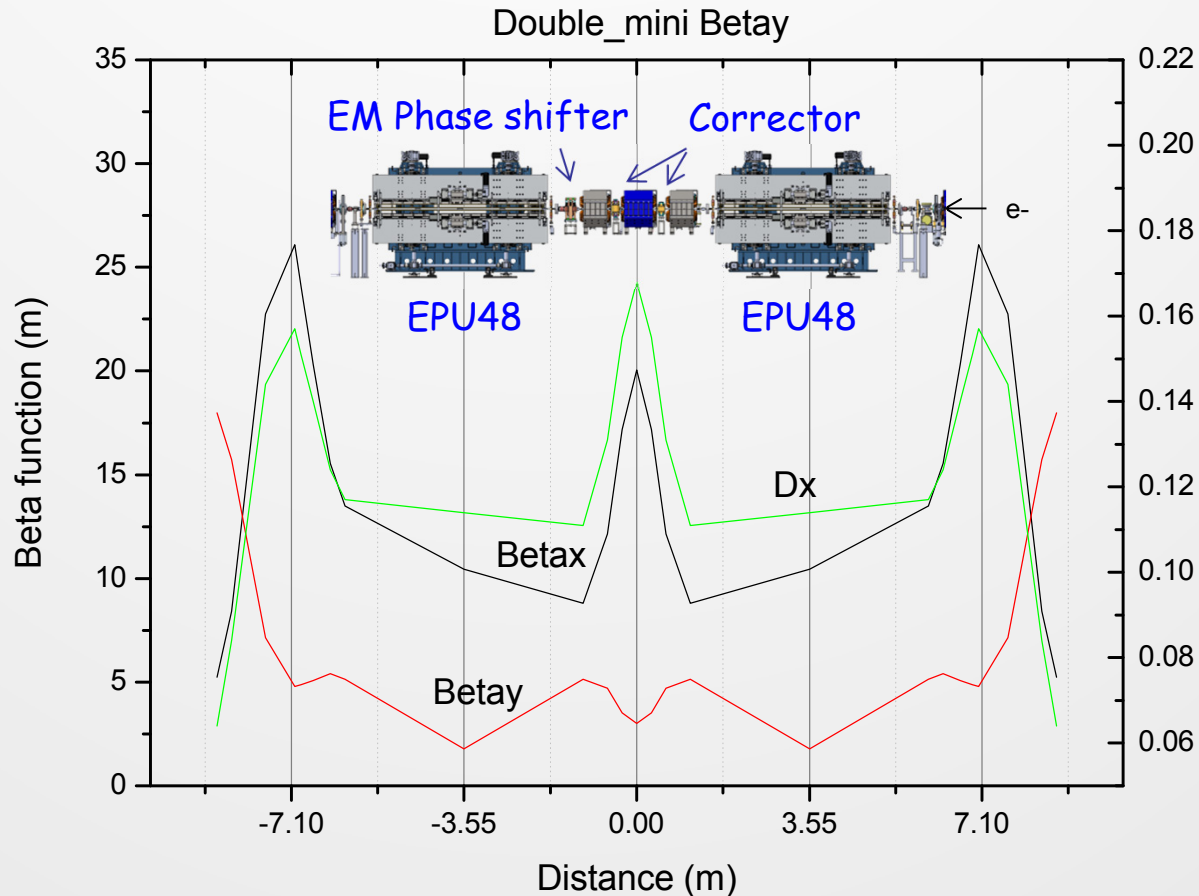 Double_mini Betay
35
30
25
20
15
10
5
0
Beta function (m)
0.22
0.20
0.18
0.16
0.14
0.12
0.10
0.08
0.06
EM Phase shifter
Corrector
e-
EPU48
EPU48
Dx
Betax
Betay
-7.10 -3.55 0.00 3.55 7.10
Distance (m)